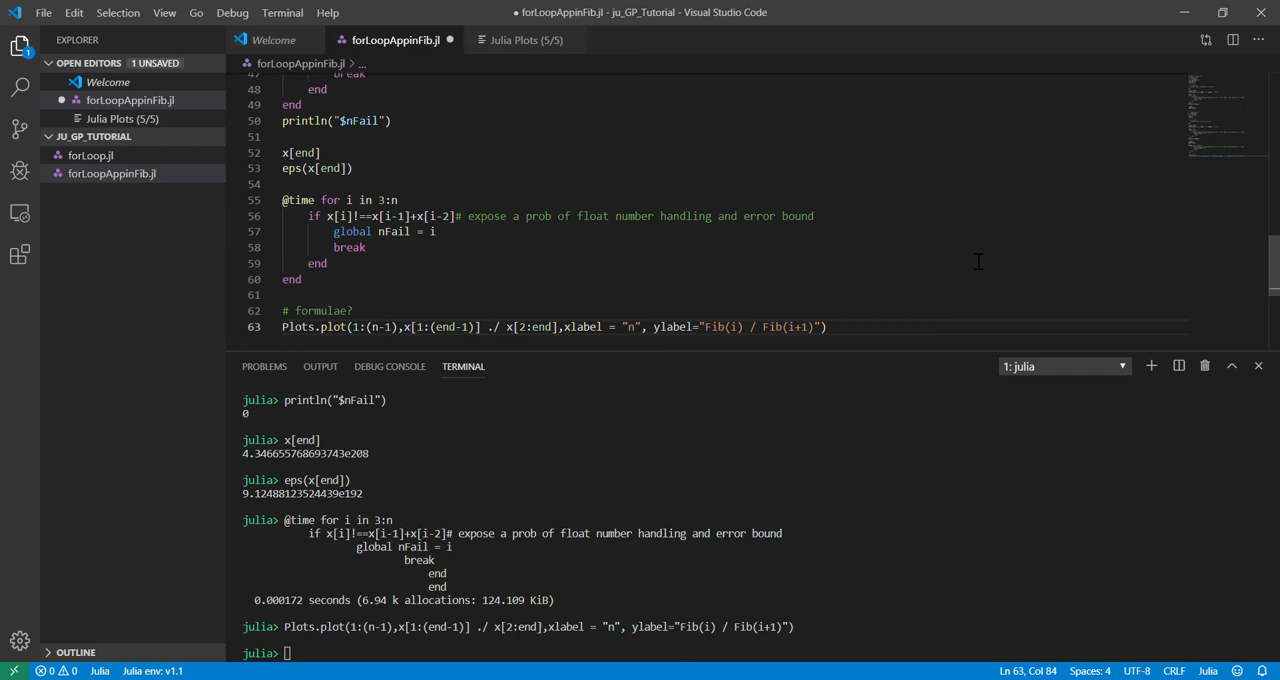 File Edit Selection View Go Debug Terminal Help
● forLoopAppinFib.jl - ju_GP_Tutorial - Visual Studio Code
EXPLORER
Welcome
forLoopAppinFib.jl ●
Julia Plots (5/5)
OPEN EDITORS 1 UNSAVED
forLoopAppinFib.jl > ...
Welcome
● forLoopAppinFib.jl
Julia Plots (5/5)
JU_GP_TUTORIAL
forLoop.jl
forLoopAppinFib.jl
1
47 break
48 end
49 end
50 println("$nFail")
51
52 x[end]
53 eps(x[end])
54
55 @time for i in 3:n
56 if x[i]!==x[i-1]+x[i-2]# expose a prob of float number handling and error bound
57 global nFail = i
58 break
59 end
60 end
61
62 # formulae?
63 Plots.plot(1:(n-1),x[1:(end-1)] ./ x[2:end],xlabel = "n", ylabel="Fib(i) / Fib(i+1)")
PROBLEMS OUTPUT DEBUG CONSOLE TERMINAL 1: julia
julia> println("$nFail")
0
julia> x[end]
4.346655768693743e208
julia> eps(x[end])
9.12488123524439e192
julia> @time for i in 3:n
if x[i]!==x[i-1]+x[i-2]# expose a prob of float number handling and error bound
global nFail = i
break
end
end
0.000172 seconds (6.94 k allocations: 124.109 KiB)
julia> Plots.plot(1:(n-1),x[1:(end-1)] ./ x[2:end],xlabel = "n", ylabel="Fib(i) / Fib(i+1)")
julia>
OUTLINE
0 0 Julia Julia env: v1.1 Ln 63, Col 84 Spaces: 4 UTF-8 CRLF Julia